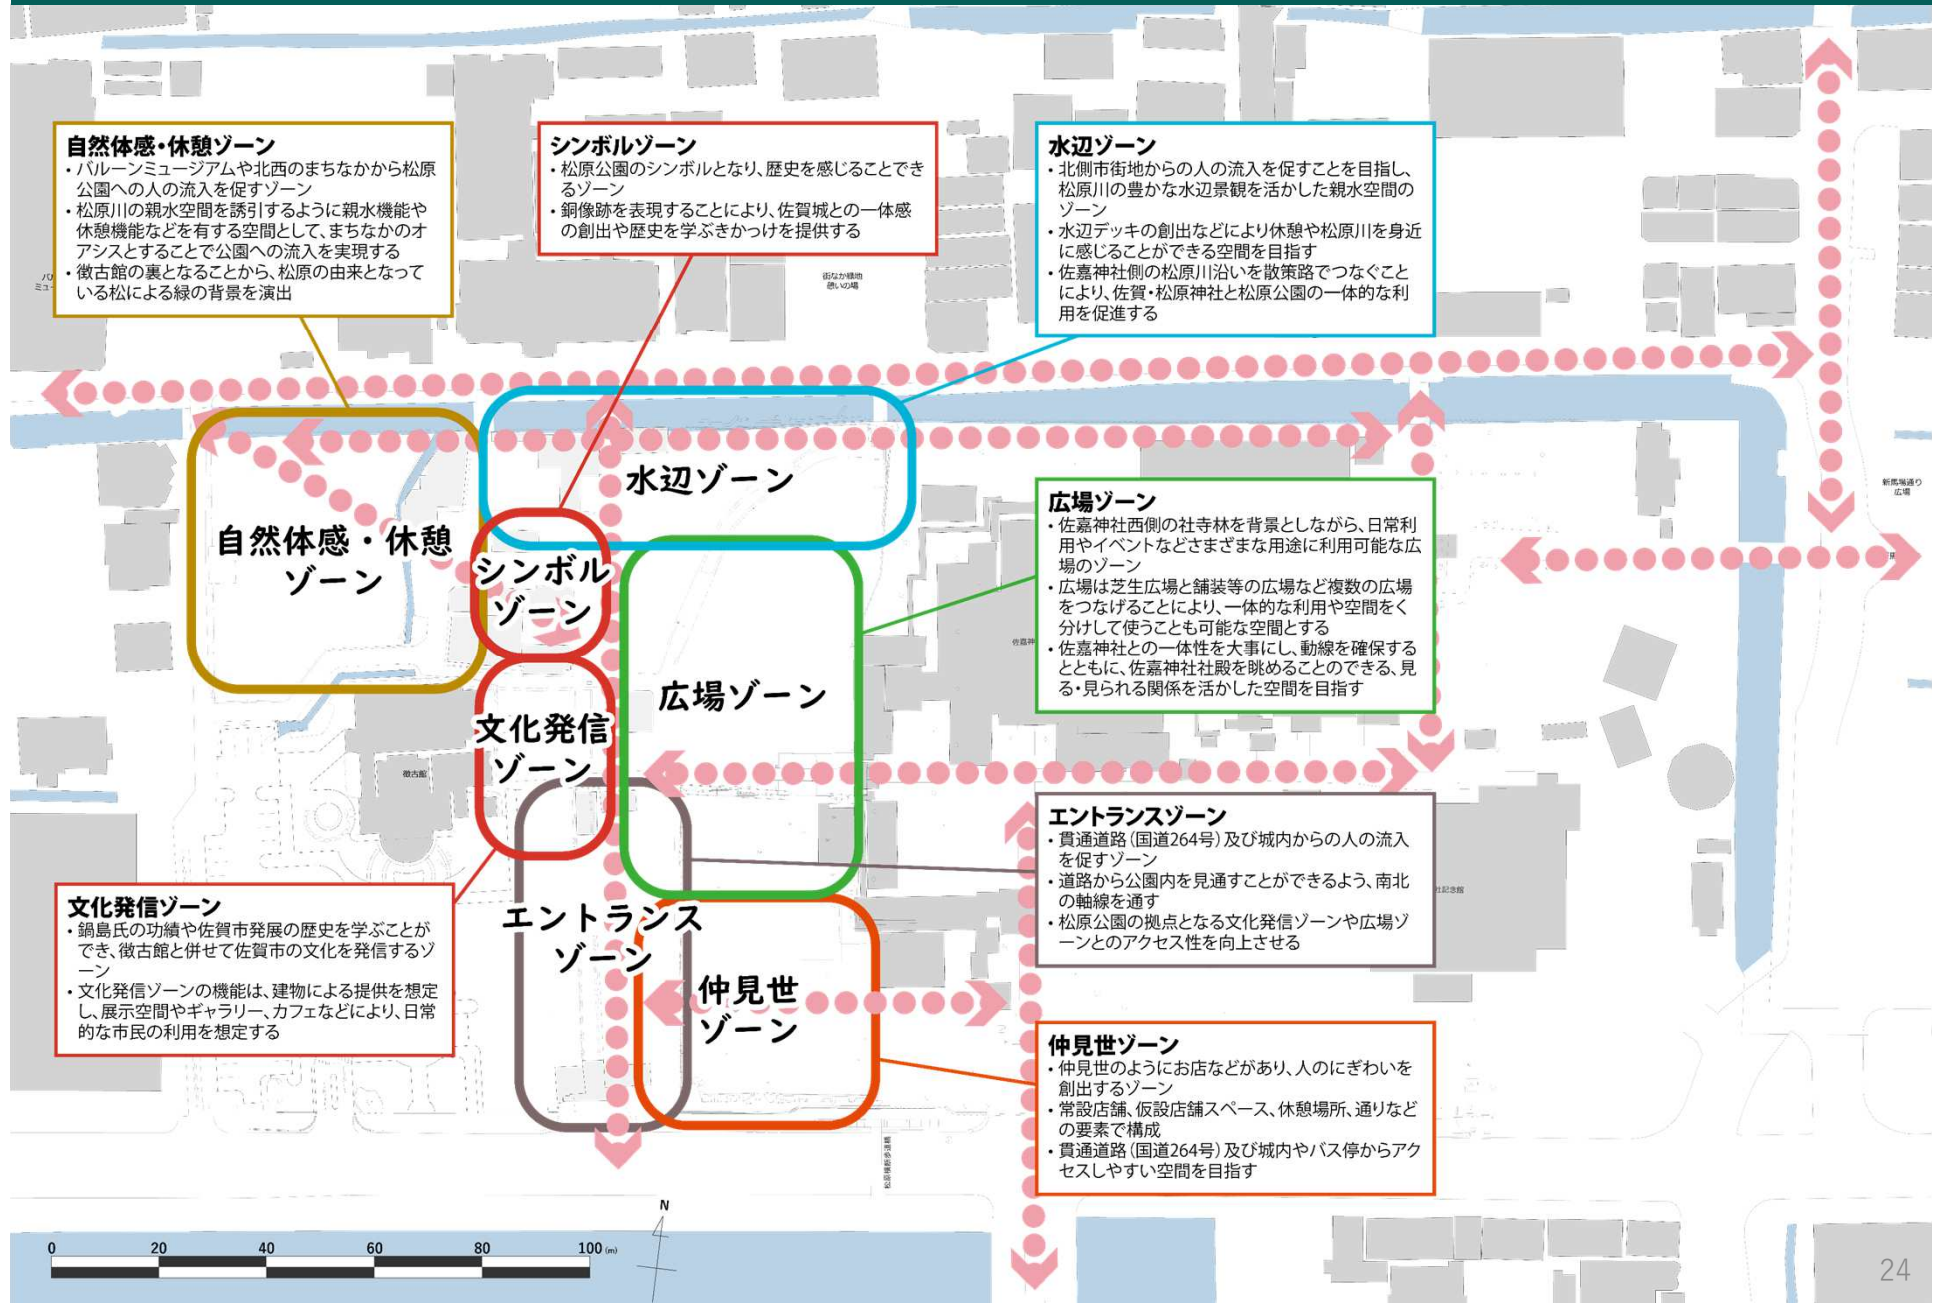 自然体感・休憩ゾーン
・バルーンミュージアムや北西のまちなかから松原
公園への人の流入を促すゾーン
・松原川の親水空間を誘引するように親水機能や
休憩機能などを有する空間として、まちなかのオ
アシスとすることで公園への流入を実現する
・徴古館の裏となることから、松原の由来となって
いる松による緑の背景を演出
シンボルゾーン
・松原公園のシンボルとなり、歴史を感じることでき
るゾーン
・銅像跡を表現することにより、佐賀城との一体感
の創出や歴史を学ぶきかっけを提供する
水辺ゾーン
・北側市街地からの人の流入を促すことを目指し、
松原川の豊かな水辺景観を活かした親水空間の
ゾーン
・水辺デッキの創出などにより休憩や松原川を身近
に感じることができる空間を目指す
・佐嘉神社側の松原川沿いを散策路でつなぐこと
により、佐賀・松原神社と松原公園の一体的な利
用を促進する
街なか緑地
憩いの場
水辺ゾーン
自然体感・休憩
ゾーン
シンボル
ゾーン
新馬場通り
広場
広場ゾーン
・佐嘉神社西側の社寺林を背景としながら、日常利
用やイベントなどさまざまな用途に利用可能な広
場のゾーン
・広場は芝生広場と舗装等の広場など複数の広場
をつなげることにより、一体的な利用や空間をく
分けして使うことも可能な空間とする
・佐嘉神社との一体性を大事にし、動線を確保する
とともに、佐嘉神社社殿を眺めることのできる、見
る・見られる関係を活かした空間を目指す
佐嘉神
広場ゾーン
文化発信
ゾーン
徴古館
エントランスゾーン
・貫通道路(国道264号)及び城内からの人の流入
を促すゾーン
・道路から公園内を見通すことができるよう、南北
の軸線を通す
・松原公園の拠点となる文化発信ゾーンや広場ゾ
ーンとのアクセス性を向上させる
社記念館
文化発信ゾーン
・鍋島氏の功績や佐賀市発展の歴史を学ぶことが
でき、徴古館と併せて佐賀市の文化を発信するゾ
ーン
・文化発信ゾーンの機能は、建物による提供を想定
し、展示空間やギャラリー、カフェなどにより、日常
的な市民の利用を想定する
エントランス
ゾーン
仲見世
ゾーン
仲見世ゾーン
・仲見世のようにお店などがあり、人のにぎわいを
創出するゾーン
・常設店舗、仮設店舗スペース、休憩場所、通りなど
の要素で構成
・貫通道路(国道264号)及び城内やバス停からアク
セスしやすい空間を目指す
松原横断歩道橋
N
0 20 40 60 80 100 (m)
24